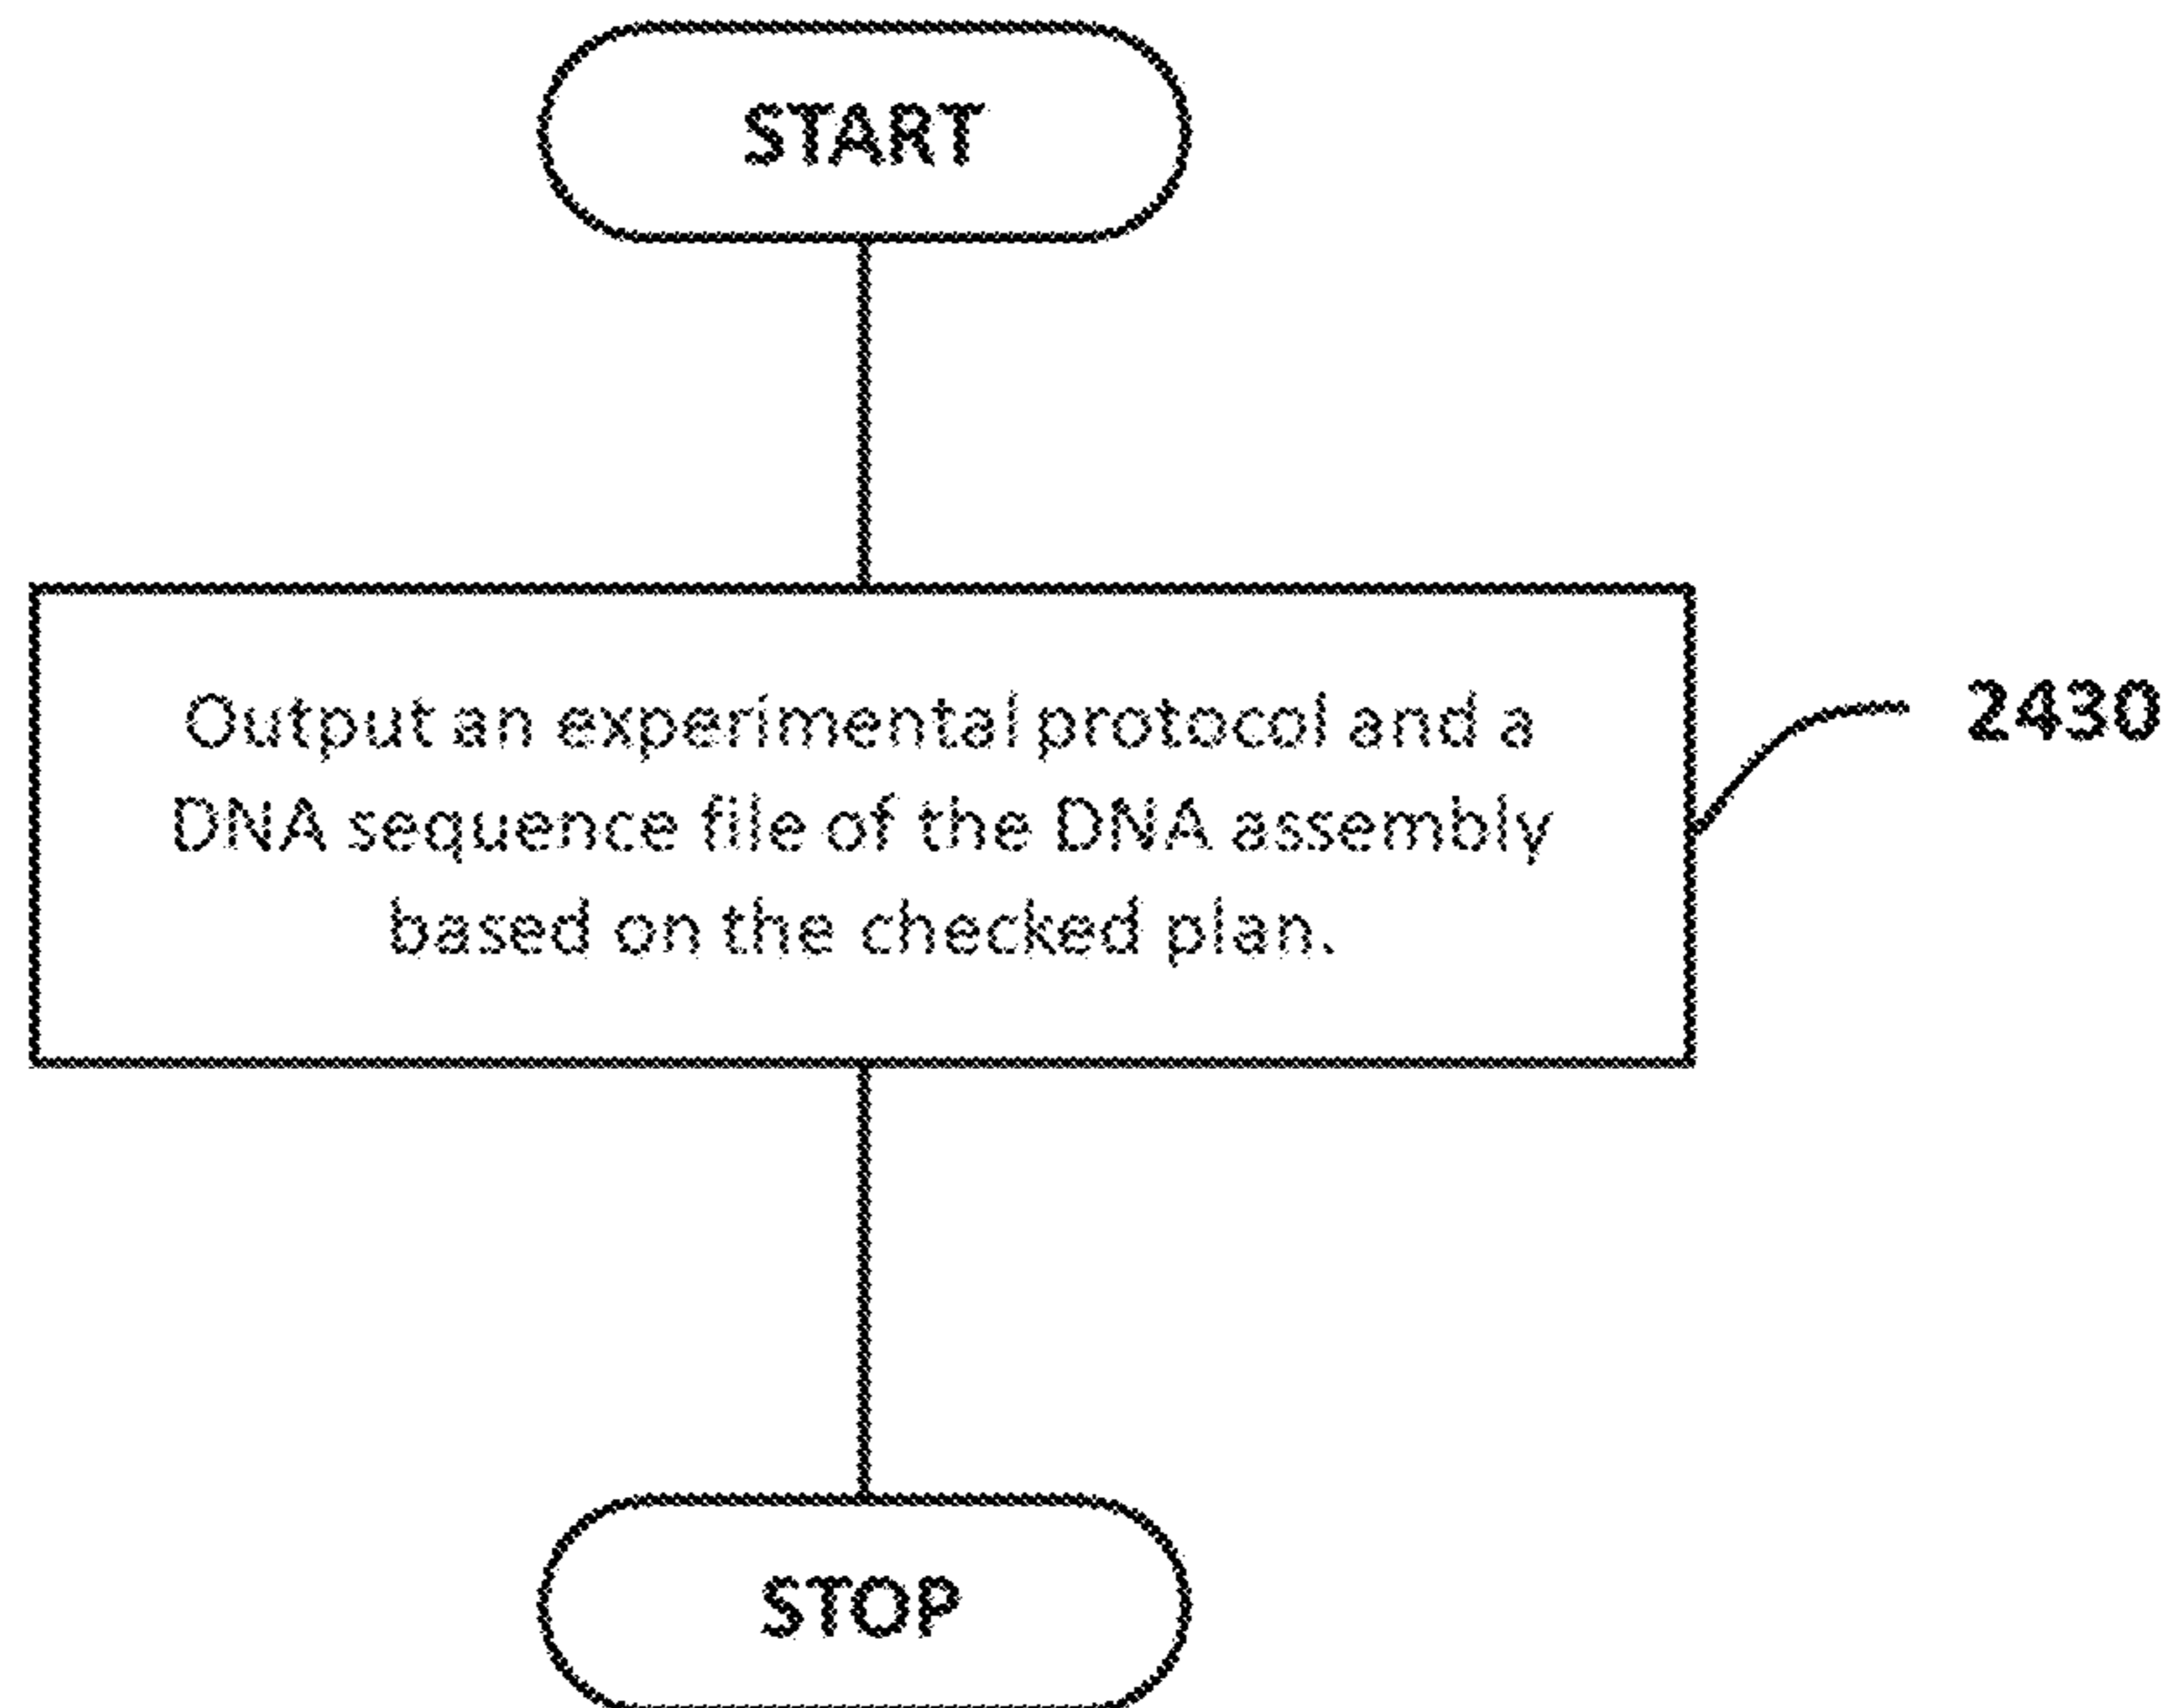 START
Output an experimental protocol and a
2430
DNA sequence file of the DNA assembly
based on the checked plan.
STOP